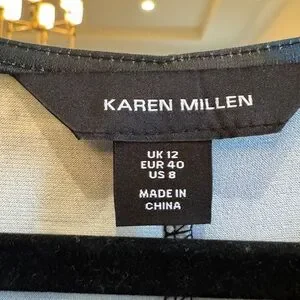 KAREN MILLEN
UK 12
EUR 40
US 8
MADE IN
CHINA